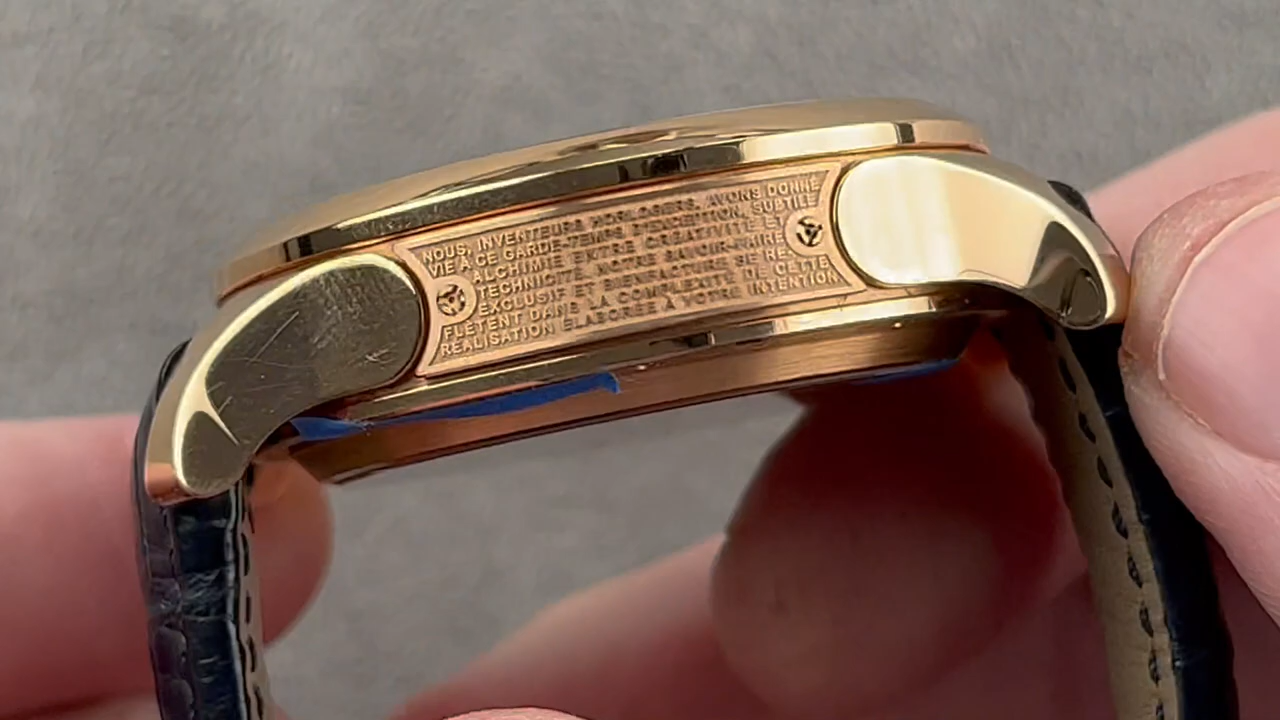 NOUS, INVENTEURS HORLOGERS, AVONS DONNÉ
VIE À CE GARDE-TEMPS D'EXCEPTION, SUBTILE
ALCHIMIE ENTRE CRÉATIVITÉ ET
TECHNICITÉ. NOTRE SAVOIR-FAIRE
EXCLUSIF ET BIENFACTURE SE RE-
FLÈTENT DANS LA COMPLEXITÉ DE CETTE
RÉALISATION ÉLABORÉE À VOTRE INTENTION